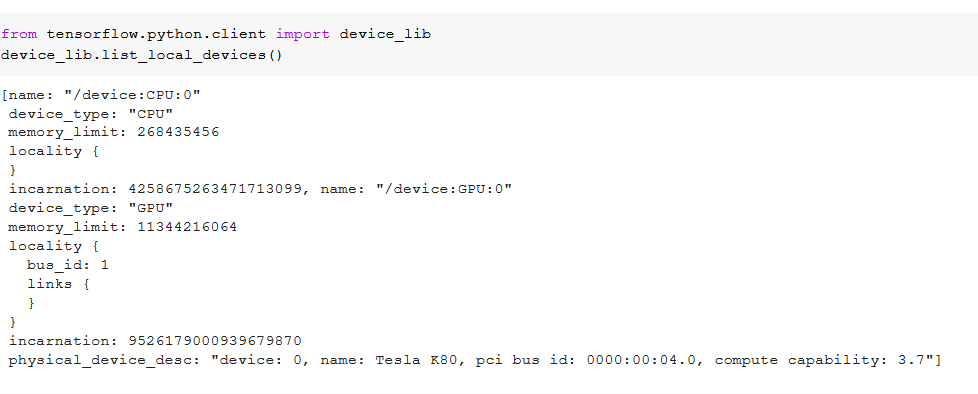 from tensorflow.python.client import device_lib
device_lib.list_local_devices()
[name: "/device:CPU:0"
device_type: "CPU"
memory_limit: 268435456
locality {
}
incarnation: 4258675263471713099, name: "/device:GPU:0"
device_type: "GPU"
memory_limit: 11344216064
locality {
bus_id: 1
links {
}
}
incarnation: 9526179000939679870
physical_device_desc: "device: 0, name: Tesla K80, pci bus id: 0000:00:04.0, compute capability: 3.7"]